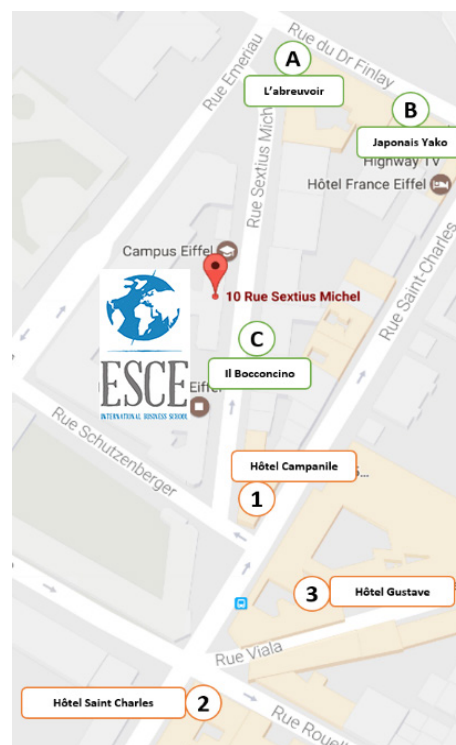 A
Rue du Dr Finlay
L'abreuvoir
Rue Emeriau
B
Japonais Yako
Highway TV
Hôtel France Eiffel
Rue Sextius Mich
Campus Eiffel
10 Rue Sextius Michel
Rue Saint-Charles
ESCE
INTERNATIONAL BUSINESS SCHOOL
C
Il Bocconcino
Eiffel
Rue Schutzenberger
Hôtel Campanile
1
3
Hôtel Gustave
Rue Viala
Hôtel Saint Charles
2
Rue Rouell